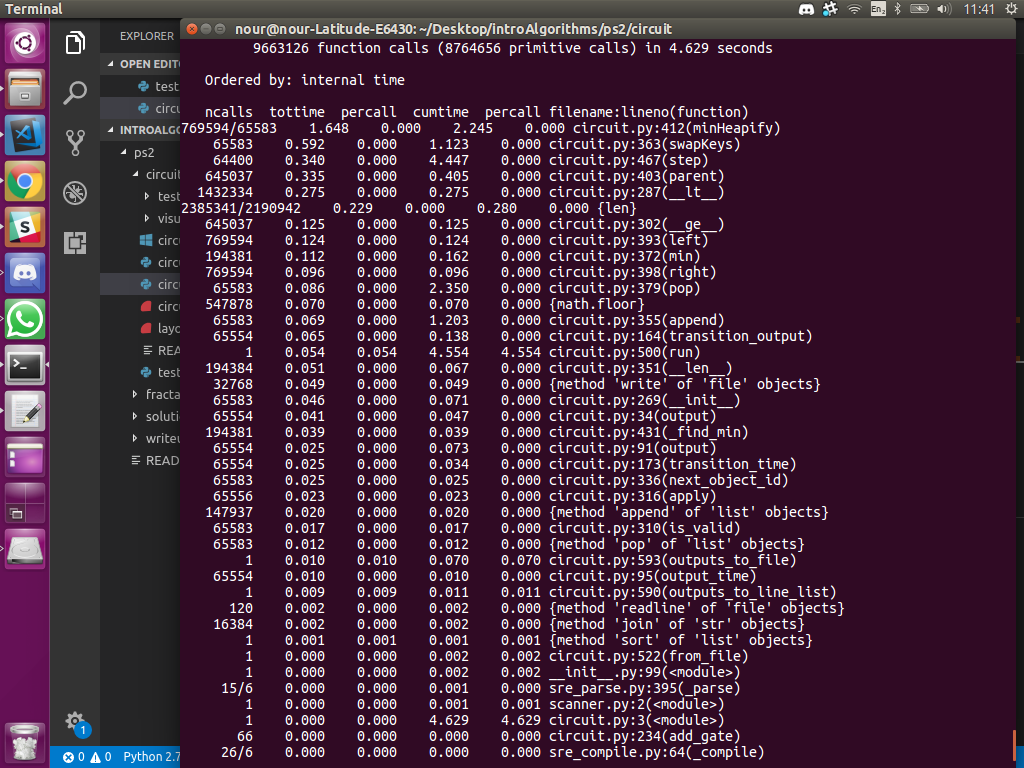 Terminal
En₂
11:41
EXPLORER
OPEN EDIT
test
circu
INTROALGO
ps2
circuit
test
visu
circ
circ
circ
circ
layo
REA
test
fracta
soluti
writeu
READ
1
0
0
Python 2.7
nour@nour-Latitude-E6430: ~/Desktop/introAlgorithms/ps2/circuit
9663126 function calls (8764656 primitive calls) in 4.629 seconds
Ordered by: internal time
ncalls tottime percall cumtime percall filename:lineno(function)
769594/65583 1.648 0.000 2.245 0.000 circuit.py:412(minHeapify)
65583 0.592 0.000 1.123 0.000 circuit.py:363(swapKeys)
64400 0.340 0.000 4.447 0.000 circuit.py:467(step)
645037 0.335 0.000 0.405 0.000 circuit.py:403(parent)
1432334 0.275 0.000 0.275 0.000 circuit.py:287(__lt__)
2385341/2190942 0.229 0.000 0.280 0.000 {len}
645037 0.125 0.000 0.125 0.000 circuit.py:302(__ge__)
769594 0.124 0.000 0.124 0.000 circuit.py:393(left)
194381 0.112 0.000 0.162 0.000 circuit.py:372(min)
769594 0.096 0.000 0.096 0.000 circuit.py:398(right)
65583 0.086 0.000 2.350 0.000 circuit.py:379(pop)
547878 0.070 0.000 0.070 0.000 {math.floor}
65583 0.069 0.000 1.203 0.000 circuit.py:355(append)
65554 0.065 0.000 0.138 0.000 circuit.py:164(transition_output)
1 0.054 0.054 4.554 4.554 circuit.py:500(run)
194384 0.051 0.000 0.067 0.000 circuit.py:351(__len__)
32768 0.049 0.000 0.049 0.000 {method 'write' of 'file' objects}
65583 0.046 0.000 0.071 0.000 circuit.py:269(__init__)
65554 0.041 0.000 0.047 0.000 circuit.py:34(output)
194381 0.039 0.000 0.039 0.000 circuit.py:431(_find_min)
65554 0.025 0.000 0.073 0.000 circuit.py:91(output)
65554 0.025 0.000 0.034 0.000 circuit.py:173(transition_time)
65583 0.025 0.000 0.025 0.000 circuit.py:336(next_object_id)
65556 0.023 0.000 0.023 0.000 circuit.py:316(apply)
147937 0.020 0.000 0.020 0.000 {method 'append' of 'list' objects}
65583 0.017 0.000 0.017 0.000 circuit.py:310(is_valid)
65583 0.012 0.000 0.012 0.000 {method 'pop' of 'list' objects}
1 0.010 0.010 0.070 0.070 circuit.py:593(outputs_to_file)
65554 0.010 0.000 0.010 0.000 circuit.py:95(output_time)
1 0.009 0.009 0.011 0.011 circuit.py:590(outputs_to_line_list)
120 0.002 0.000 0.002 0.000 {method 'readline' of 'file' objects}
16384 0.002 0.000 0.002 0.000 {method 'join' of 'str' objects}
1 0.001 0.001 0.001 0.001 {method 'sort' of 'list' objects}
1 0.000 0.000 0.002 0.002 circuit.py:522(from_file)
1 0.000 0.000 0.002 0.002 __init__.py:99(<module>)
15/6 0.000 0.000 0.001 0.000 sre_parse.py:395(_parse)
1 0.000 0.000 0.001 0.001 scanner.py:2(<module>)
1 0.000 0.000 4.629 4.629 circuit.py:3(<module>)
66 0.000 0.000 0.000 0.000 circuit.py:234(add_gate)
26/6 0.000 0.000 0.000 0.000 sre_compile.py:64(_compile)